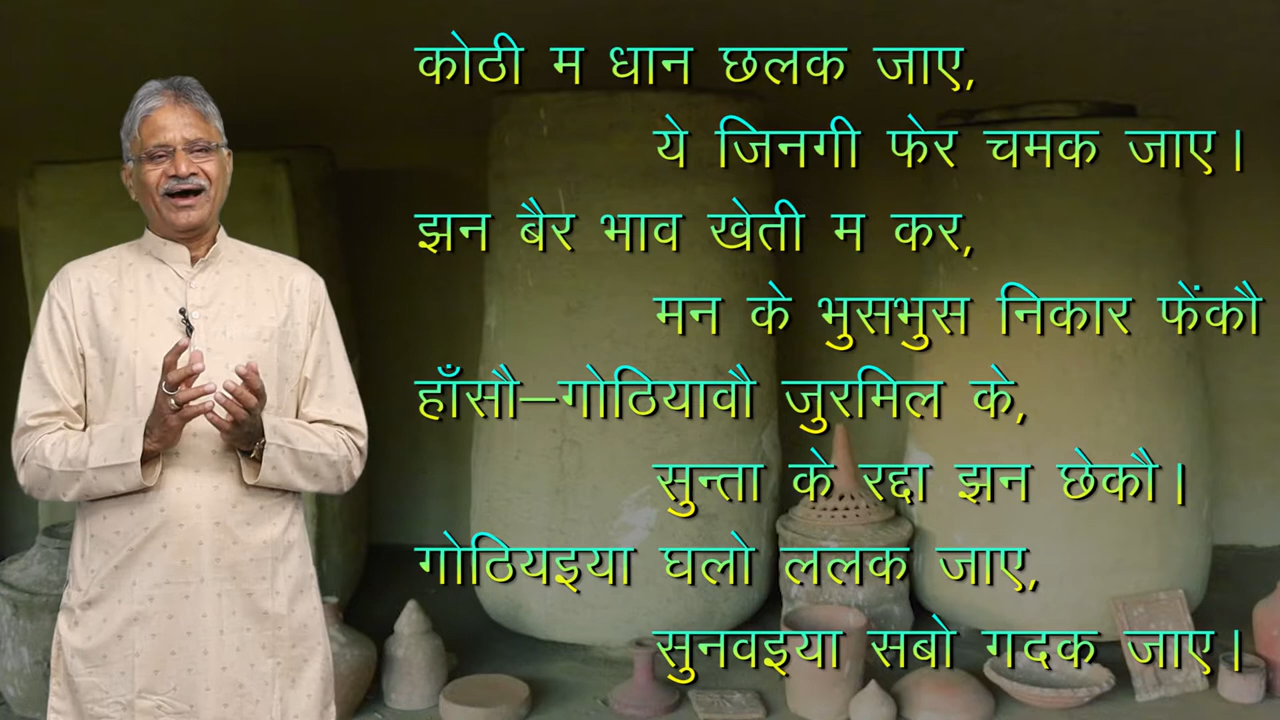 कोठी म धान छलक जाए,
ये जिनगी फेर चमक जाए।
झन बैर भाव खेती म कर,
मन के भुसभुस निकार फेंकौ
हाँसौ–गोठियावौ जुरमिल के,
सुन्ता के रद्दा झन छेकौ।
गोठियइया घलो ललक जाए,
सुनवइया सबो गदक जाए।